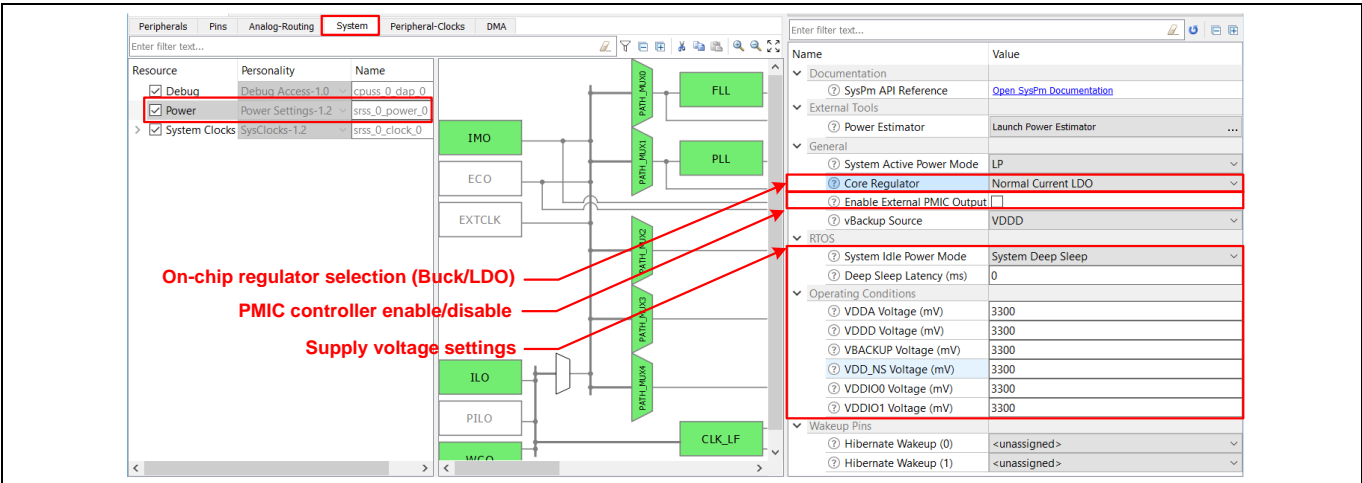 Peripherals Pins Analog-Routing System Peripheral-Clocks DMA
Enter filter text...
Resource Personality Name
Debug Debug Access-1.0 cpuss_0_dap_0
Power Power Settings-1.2 srss_0_power_0
System Clocks SysClocks-1.2 srss_0_clock_0
PATH_MUX0
FLL
IMO
PATH_MUX1
PLL
ECO
EXTCLK
PATH_MUX2
PATH_MUX3
ILO
PATH_MUX4
PILO
CLK_LF
WCO
On-chip regulator selection (Buck/LDO)
PMIC controller enable/disable
Supply voltage settings
Enter filter text...
Name Value
Documentation
SysPm API Reference Open SysPm Documentation
External Tools
Power Estimator Launch Power Estimator ...
General
System Active Power Mode LP
Core Regulator Normal Current LDO
Enable External PMIC Output
vBackup Source VDDD
RTOS
System Idle Power Mode System Deep Sleep
Deep Sleep Latency (ms) 0
Operating Conditions
VDDA Voltage (mV) 3300
VDDD Voltage (mV) 3300
VBACKUP Voltage (mV) 3300
VDD_NS Voltage (mV) 3300
VDDIO0 Voltage (mV) 3300
VDDIO1 Voltage (mV) 3300
Wakeup Pins
Hibernate Wakeup (0) <unassigned>
Hibernate Wakeup (1) <unassigned>